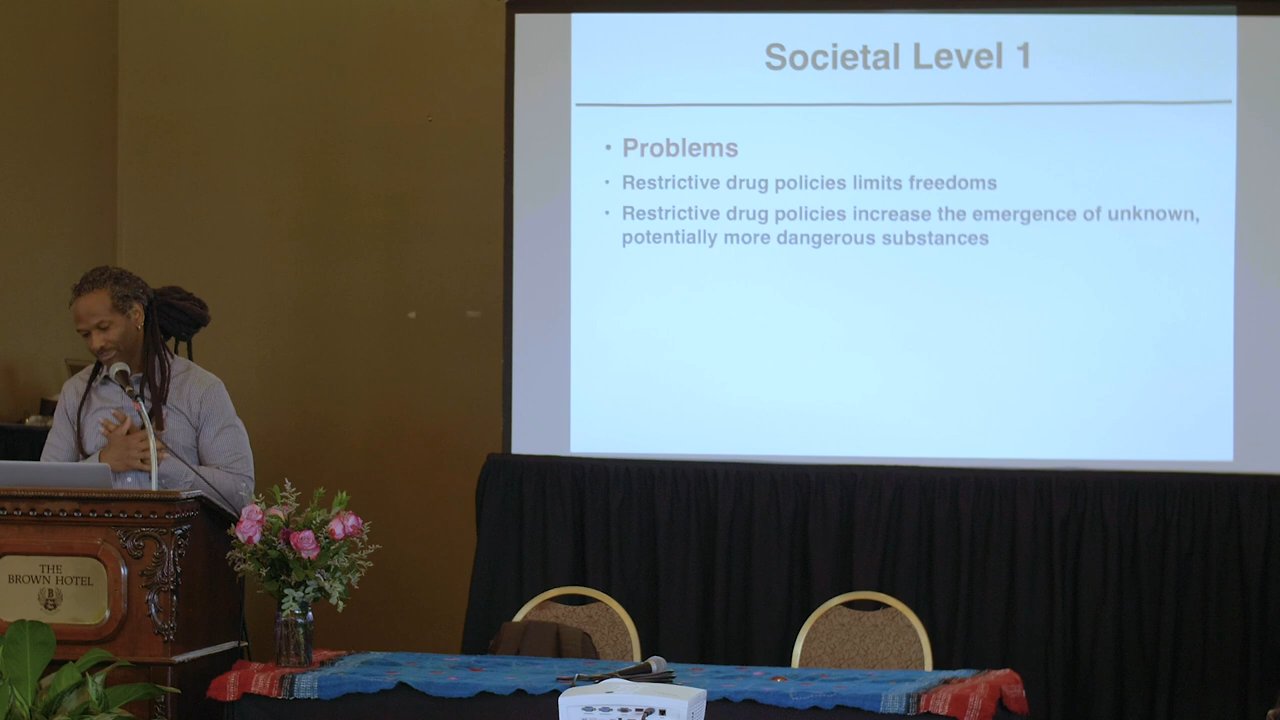 Societal Level 1
• Problems
• Restrictive drug policies limits freedoms
• Restrictive drug policies increase the emergence of unknown,
potentially more dangerous substances
THE
BROWN HOTEL
B